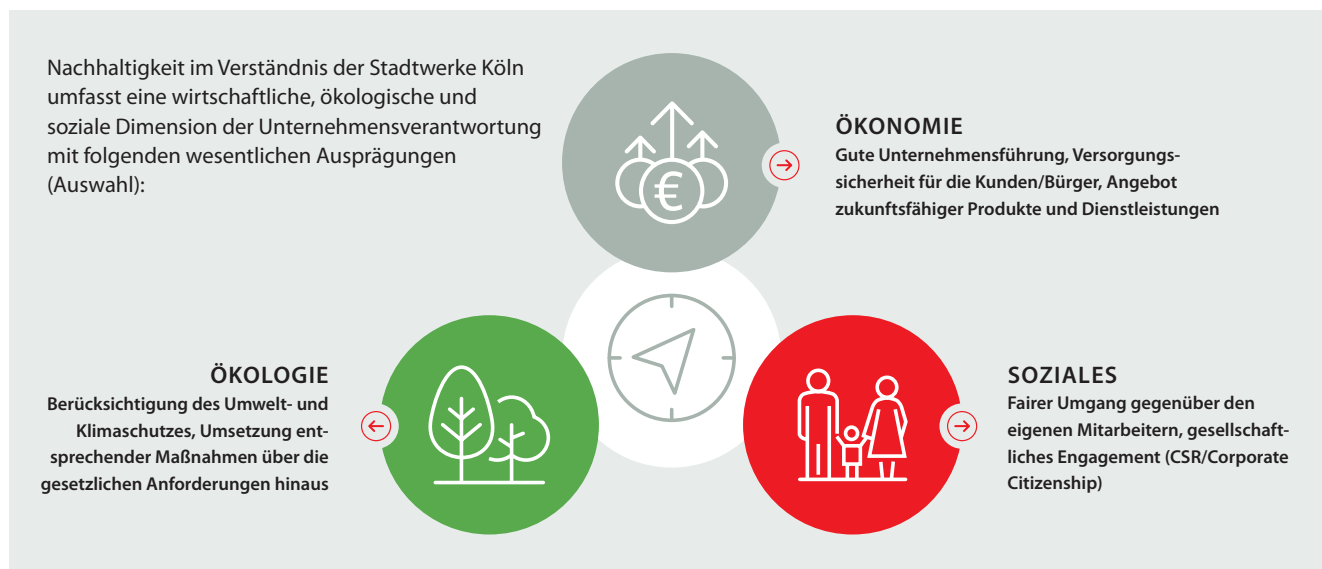 Nachhaltigkeit im Verständnis der Stadtwerke Köln
umfasst eine wirtschaftliche, ökologische und
soziale Dimension der Unternehmensverantwortung
mit folgenden wesentlichen Ausprägungen
(Auswahl):
€
ÖKONOMIE
Gute Unternehmensführung, Versorgungs-
sicherheit für die Kunden/Bürger, Angebot
zukunftsfähiger Produkte und Dienstleistungen
ÖKOLOGIE
Berücksichtigung des Umwelt- und
Klimaschutzes, Umsetzung ent-
sprechender Maßnahmen über die
gesetzlichen Anforderungen hinaus
SOZIALES
Fairer Umgang gegenüber den
eigenen Mitarbeitern, gesellschaft-
liches Engagement (CSR/Corporate
Citizenship)